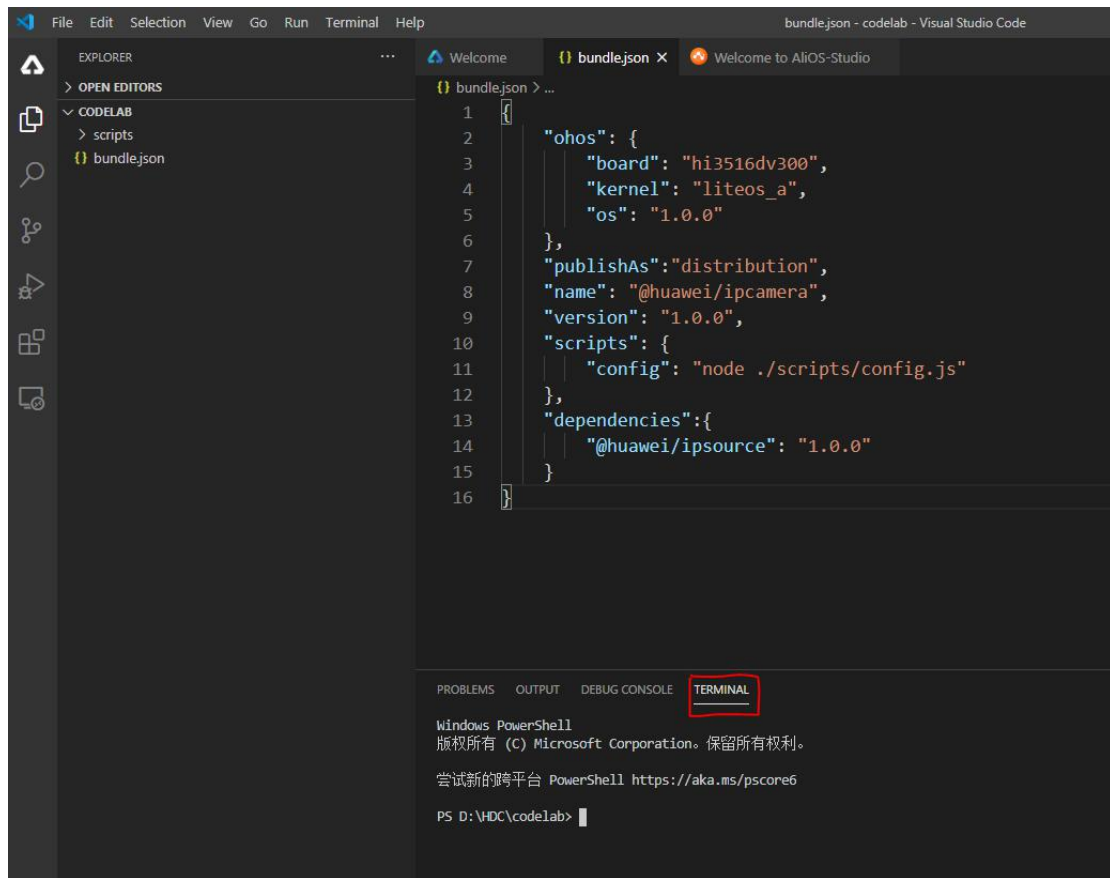 File Edit Selection View Go Run Terminal Help
bundle.json - codelab - Visual Studio Code
EXPLORER ...
> OPEN EDITORS
CODELAB
> scripts
{} bundle.json
Welcome
{} bundle.json ×
Welcome to AliOS-Studio
{} bundle.json > ...
1 {
2 "ohos": {
3 "board": "hi3516dv300",
4 "kernel": "liteos_a",
5 "os": "1.0.0"
6 },
7 "publishAs":"distribution",
8 "name": "@huawei/ipcamera",
9 "version": "1.0.0",
10 "scripts": {
11 "config": "node ./scripts/config.js"
12 },
13 "dependencies":{
14 "@huawei/ipsource": "1.0.0"
15 }
16 }
PROBLEMS OUTPUT DEBUG CONSOLE TERMINAL
Windows PowerShell
版权所有 (C) Microsoft Corporation。保留所有权利。
尝试新的跨平台 PowerShell https://aka.ms/pscore6
PS D:\HDC\codelab>